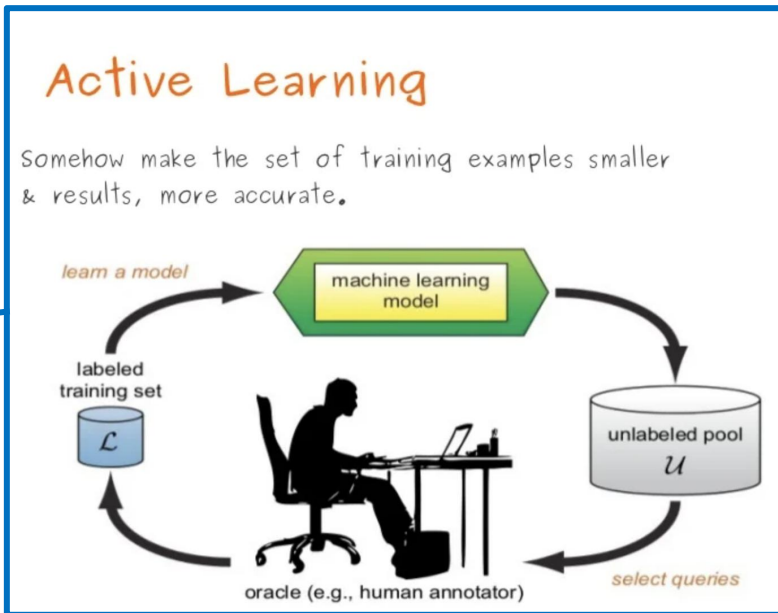 Active Learning
Somehow make the set of training examples smaller
& results, more accurate.
learn a model
machine learning
model
labeled
training set
ℒ
unlabeled pool
𝒰
oracle (e.g., human annotator)
select queries